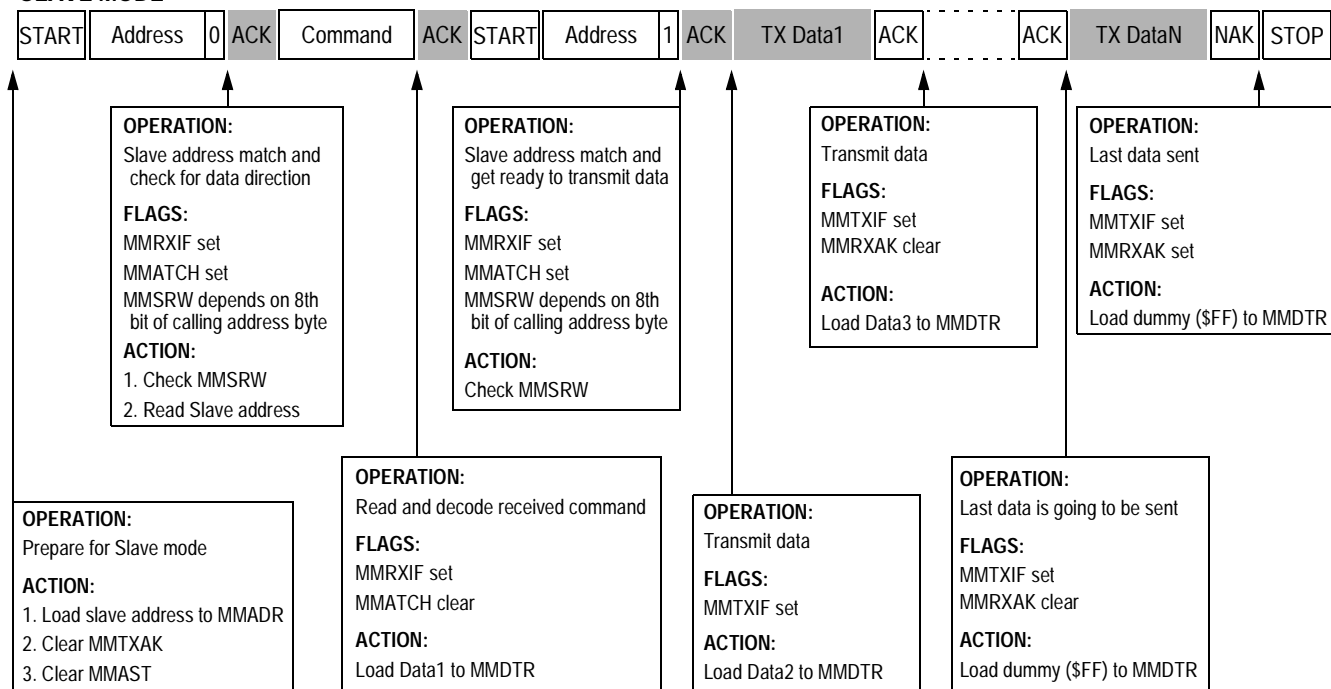 START Address 0 ACK Command ACK START Address 1 ACK TX Data1 ACK ACK TX DataN NAK STOP
OPERATION:
Slave address match and
check for data direction
FLAGS:
MMRXIF set
MMATCH set
MMSRW depends on 8th
bit of calling address byte
ACTION:
1. Check MMSRW
2. Read Slave address
OPERATION:
Slave address match and
get ready to transmit data
FLAGS:
MMRXIF set
MMATCH set
MMSRW depends on 8th
bit of calling address byte
ACTION:
Check MMSRW
OPERATION:
Transmit data
FLAGS:
MMTXIF set
MMRXAK clear
ACTION:
Load Data3 to MMDTR
OPERATION:
Last data sent
FLAGS:
MMTXIF set
MMRXAK set
ACTION:
Load dummy ($FF) to MMDTR
OPERATION:
Prepare for Slave mode
ACTION:
1. Load slave address to MMADR
2. Clear MMTXAK
3. Clear MMAST
OPERATION:
Read and decode received command
FLAGS:
MMRXIF set
MMATCH clear
ACTION:
Load Data1 to MMDTR
OPERATION:
Transmit data
FLAGS:
MMTXIF set
ACTION:
Load Data2 to MMDTR
OPERATION:
Last data is going to be sent
FLAGS:
MMTXIF set
MMRXAK clear
ACTION:
Load dummy ($FF) to MMDTR